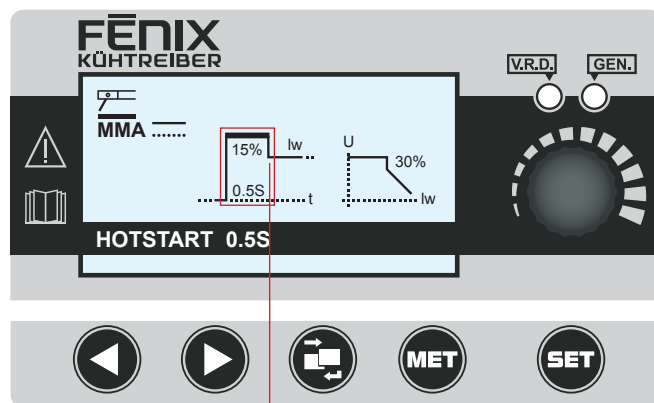 FĒNIX
KÜHTREIBER
V.R.D.
GEN.
MMA
15%
Iw
0.5S
t
U
30%
Iw
HOTSTART 0.5S
MET
SET